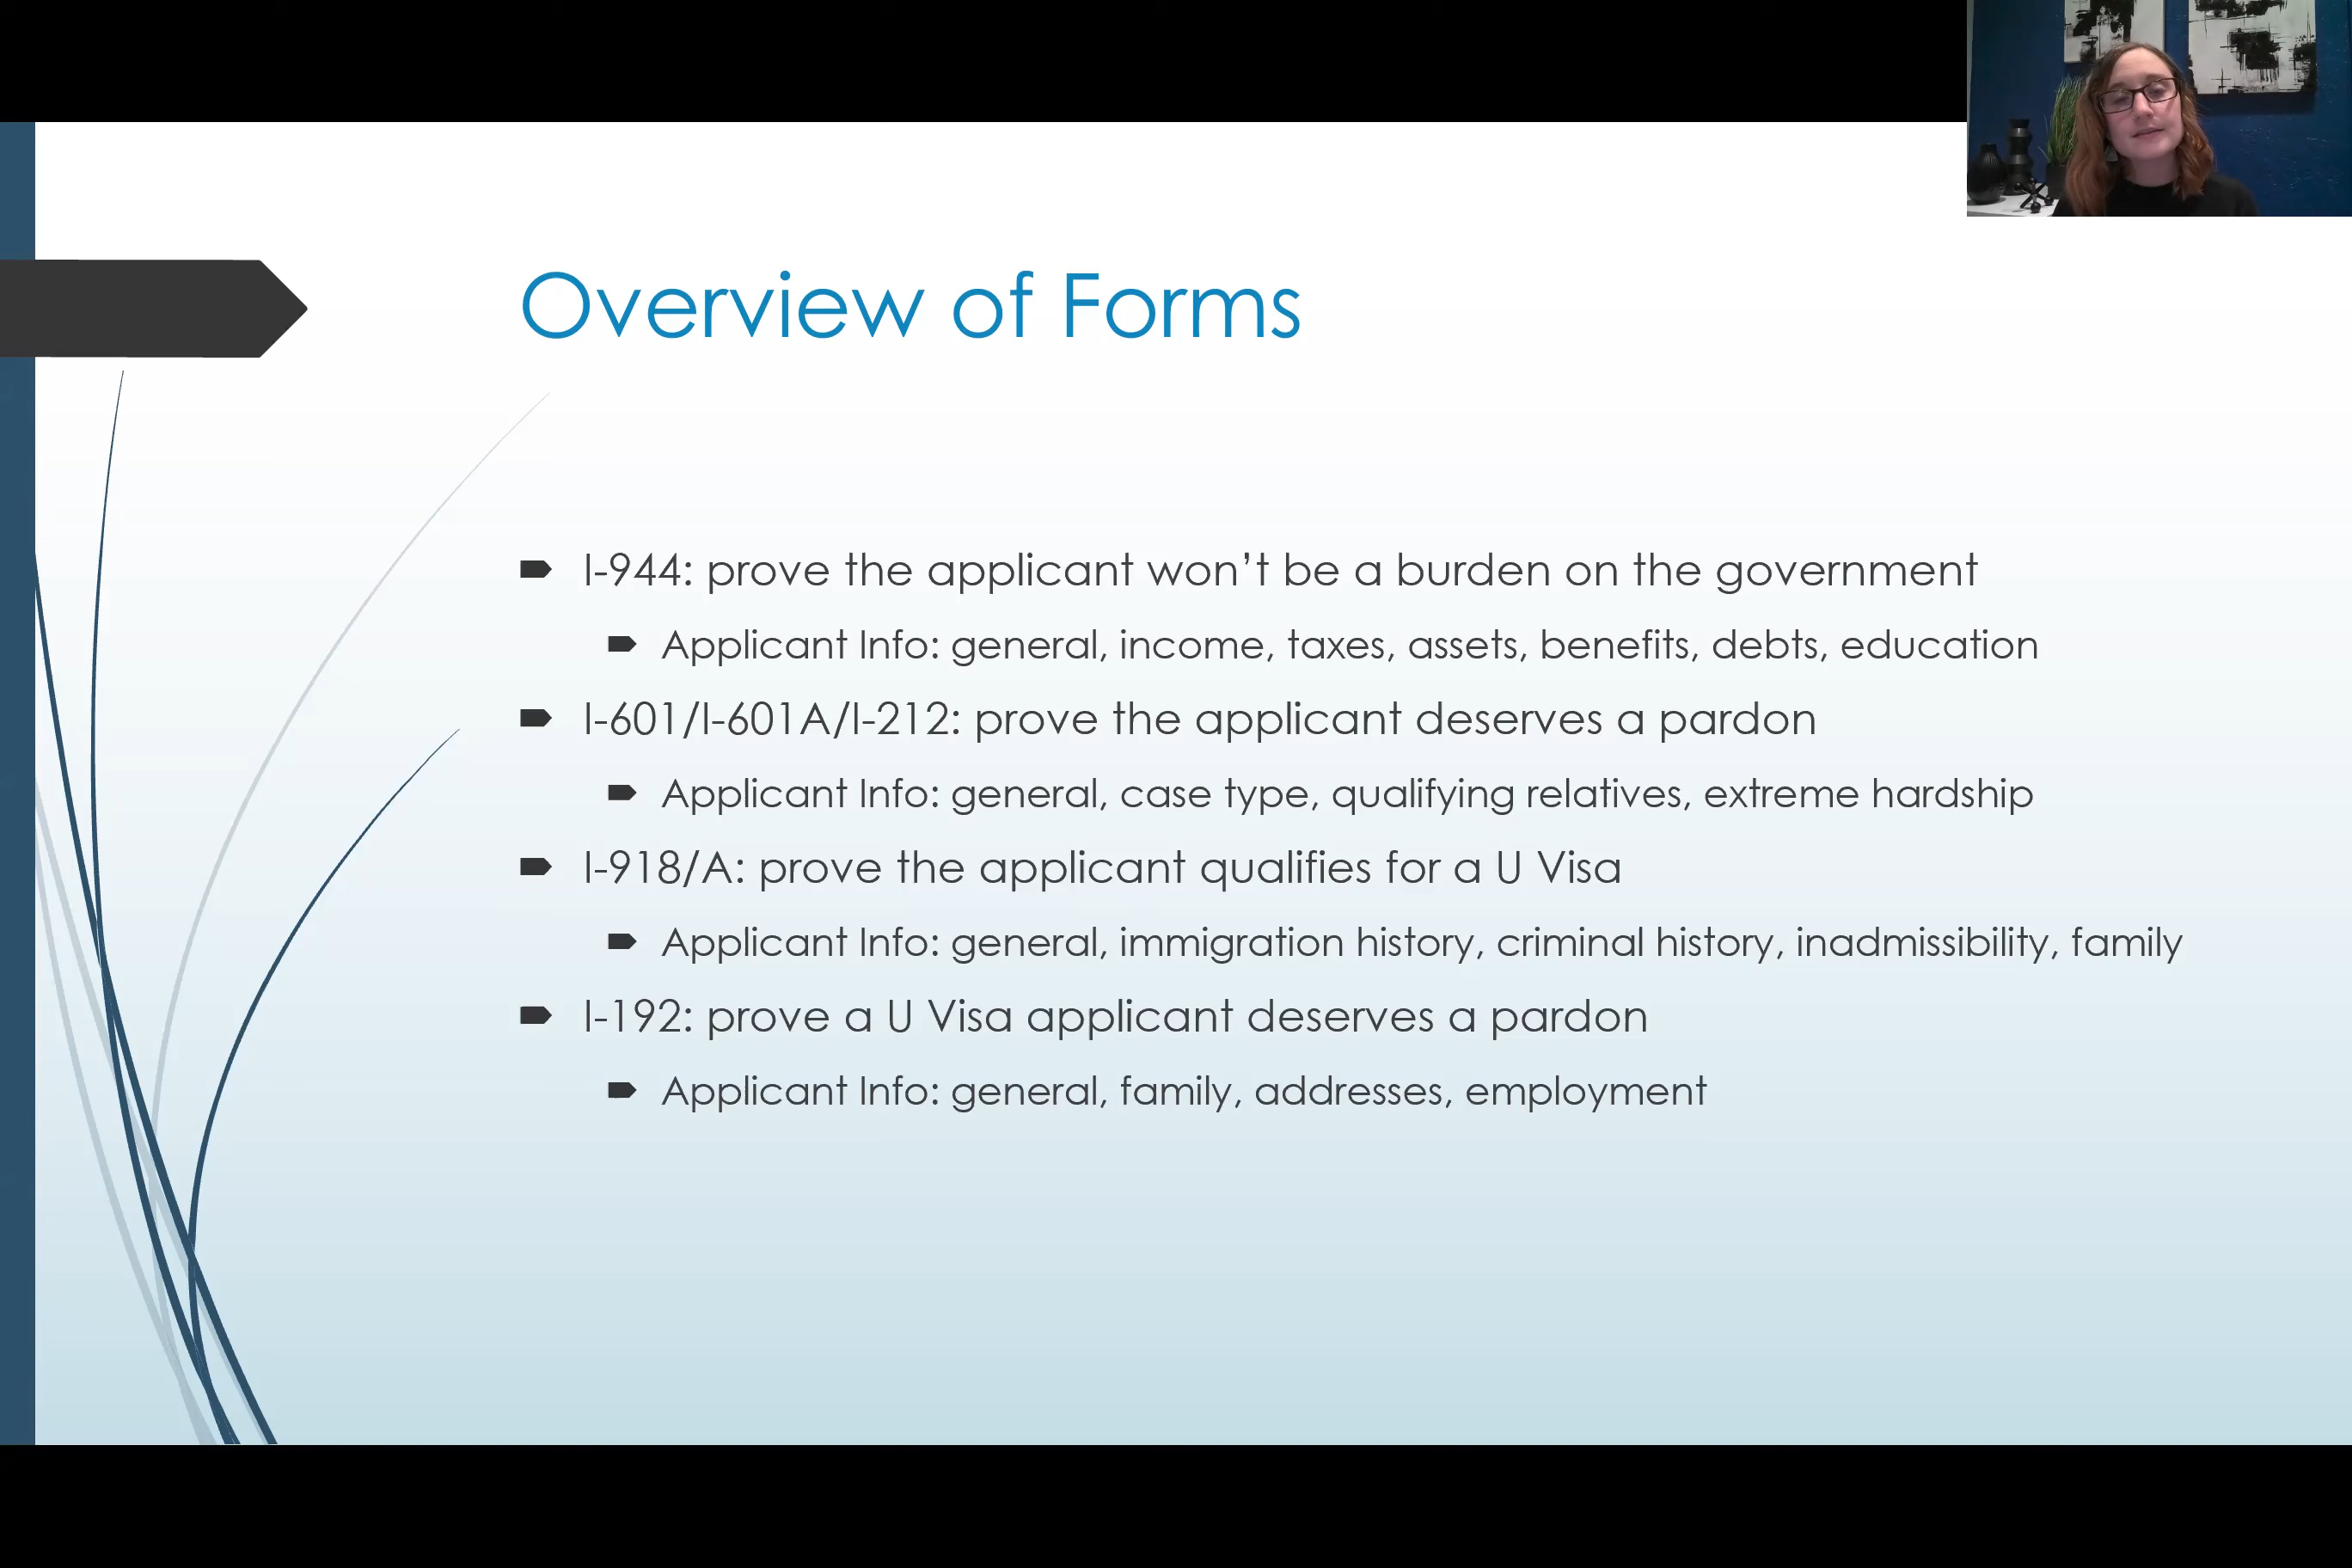 Overview of Forms
I-944: prove the applicant won’t be a burden on the government
Applicant Info: general, income, taxes, assets, benefits, debts, education
I-601/I-601A/I-212: prove the applicant deserves a pardon
Applicant Info: general, case type, qualifying relatives, extreme hardship
I-918/A: prove the applicant qualifies for a U Visa
Applicant Info: general, immigration history, criminal history, inadmissibility, family
I-192: prove a U Visa applicant deserves a pardon
Applicant Info: general, family, addresses, employment